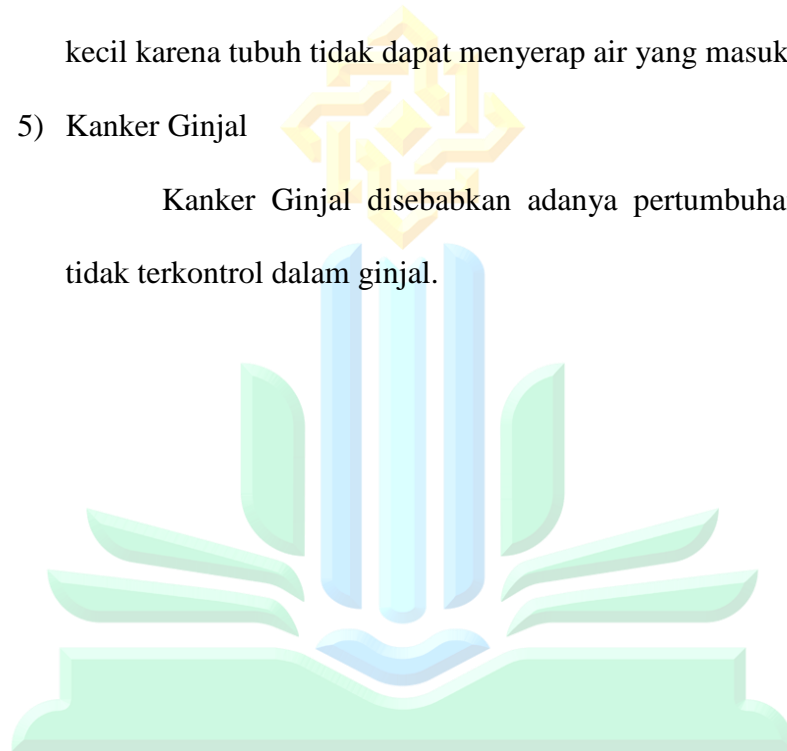 kecil karena tubuh tidak dapat menyerap air yang masuk
5) Kanker Ginjal
Kanker Ginjal disebabkan adanya pertumbuha
tidak terkontrol dalam ginjal.